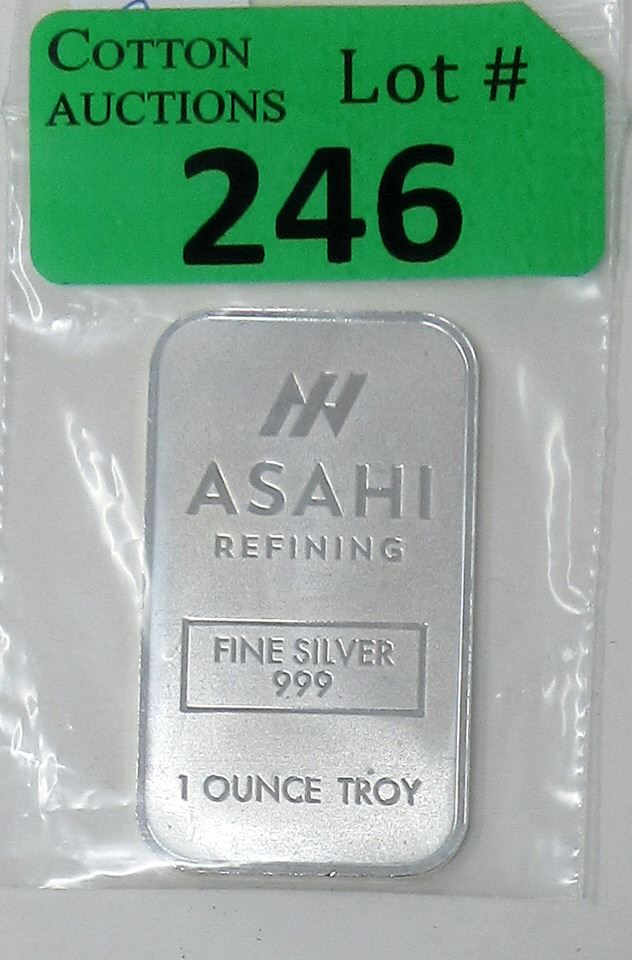 COTTON
AUCTIONS
Lot #
246
ASAHI
REFINING
FINE SILVER
999
1 OUNCE TROY